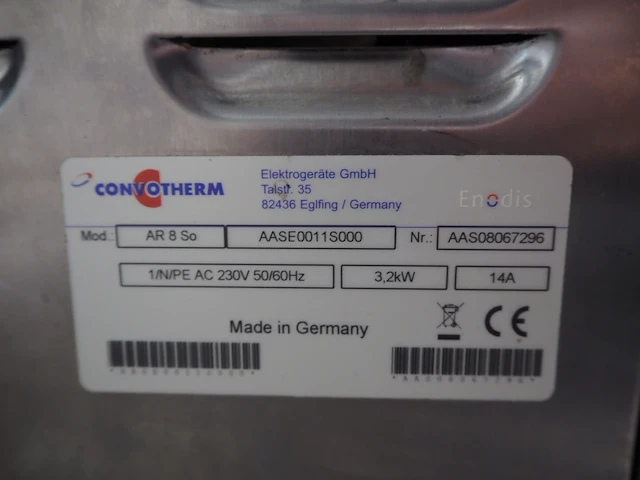 CONVOTHERM
Elektrogeräte GmbH
Talstr. 35
82436 Eglfing / Germany
Enodis
Mod.: AR 8 So AASE0011S000 Nr.: AAS08067296
1/N/PE AC 230V 50/60Hz 3,2kW 14A
Made in Germany
CE
*AAS08067296*